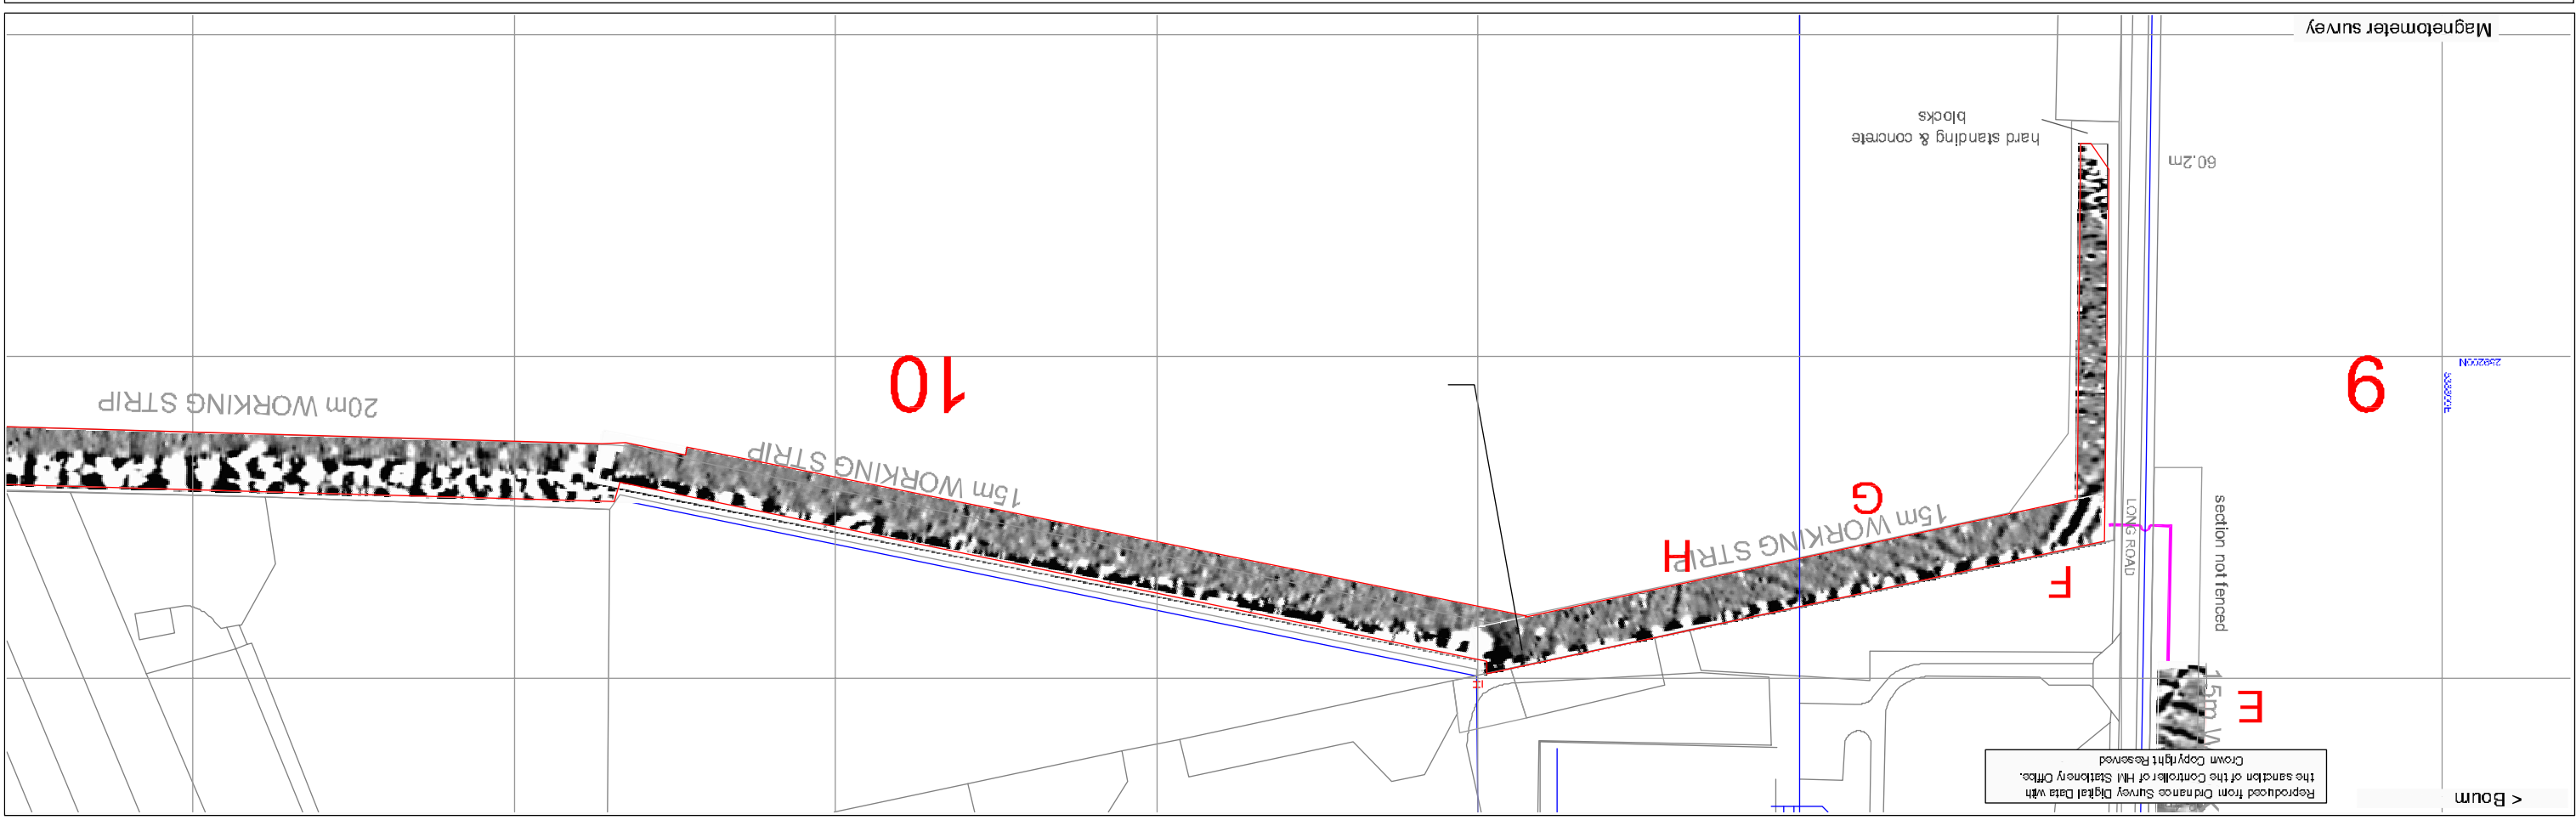 < Bourn
Reproduced from Ordnance Survey Digital Data with
the sanction of the Controller of HM Stationery Office.
Crown Copyright Reserved
E
15m W
section not fenced
LONG ROAD
F
H
G
15m WORKING STRIP
15m WORKING STRIP
20m WORKING STRIP
9
10
60.2m
hard standing & concrete
blocks
Magnetometer survey